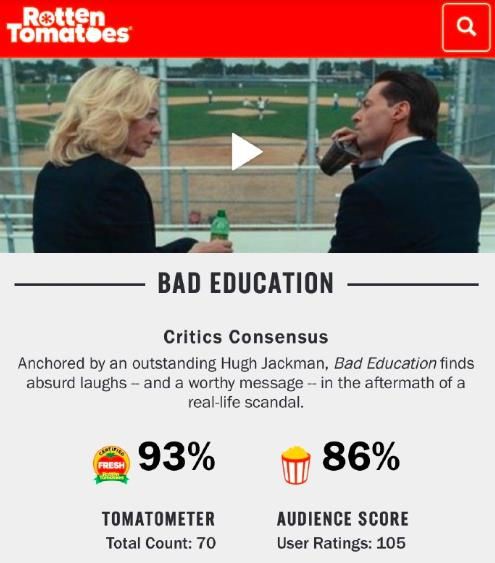 Rotten
Tomatoes
BAD EDUCATION
Critics Consensus
Anchored by an outstanding Hugh Jackman, Bad Education finds
absurd laughs -- and a worthy message -- in the aftermath of a
real-life scandal.
CERTIFIED
FRESH
Rotten
Tomatoes
93%
86%
TOMATOMETER
AUDIENCE SCORE
Total Count: 70
User Ratings: 105